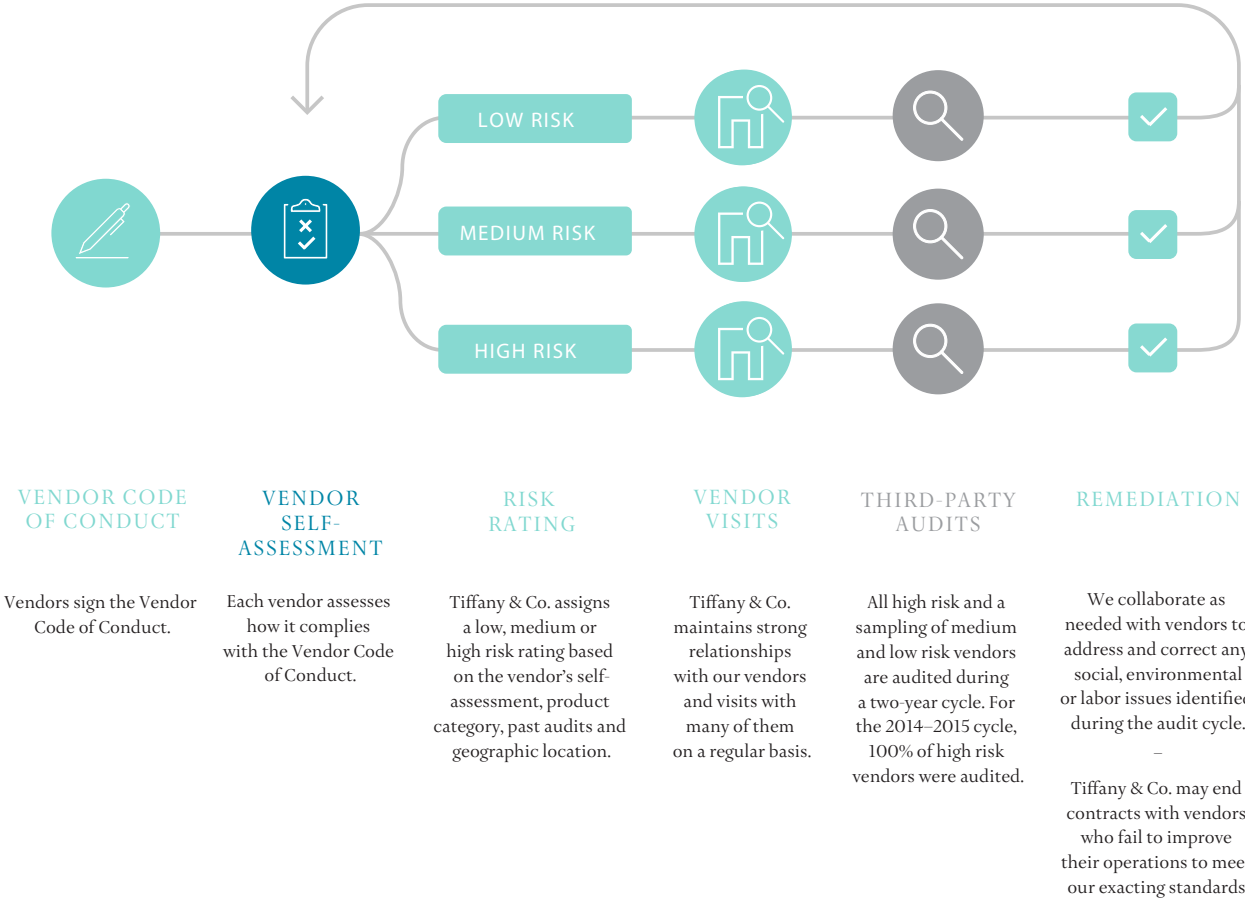 LOW RISK
MEDIUM RISK
HIGH RISK
VENDOR CODE
OF CONDUCT
Vendors sign the Vendor
Code of Conduct.
VENDOR
SELF-
ASSESSMENT
Each vendor assesses
how it complies
with the Vendor Code
of Conduct.
RISK
RATING
Tiffany & Co. assigns
a low, medium or
high risk rating based
on the vendor's self-
assessment, product
category, past audits and
geographic location.
VENDOR
VISITS
Tiffany & Co.
maintains strong
relationships
with our vendors
and visits with
many of them
on a regular basis.
THIRD-PARTY
AUDITS
All high risk and a
sampling of medium
and low risk vendors
are audited during
a two-year cycle. For
the 2014–2015 cycle,
100% of high risk
vendors were audited.
REMEDIATION
We collaborate as
needed with vendors to
address and correct any
social, environmental
or labor issues identified
during the audit cycle.
–
Tiffany & Co. may end
contracts with vendors
who fail to improve
their operations to mee
our exacting standards